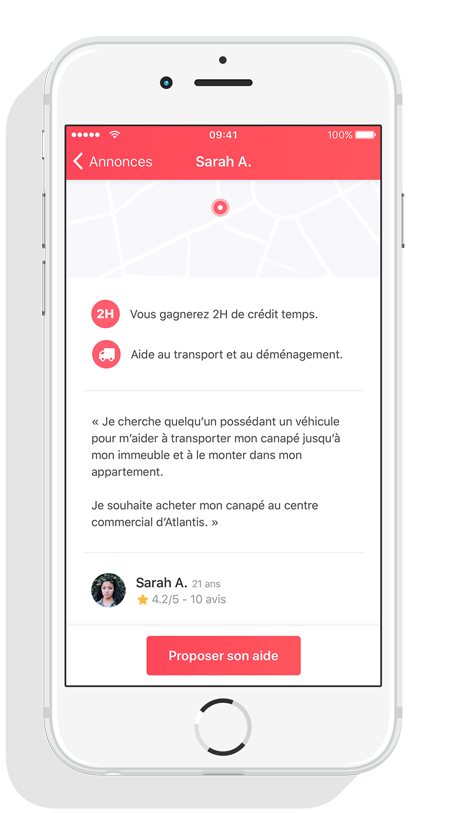 09:41
100%
Annonces
Sarah A.
2H
Vous gagnerez 2H de crédit temps.
Aide au transport et au déménagement.
« Je cherche quelqu’un possédant un véhicule
pour m’aider à transporter mon canapé jusqu’à
mon immeuble et à le monter dans mon
appartement.
Je souhaite acheter mon canapé au centre
commercial d’Atlantis. »
Sarah A. 21 ans
4.2/5 - 10 avis
Proposer son aide